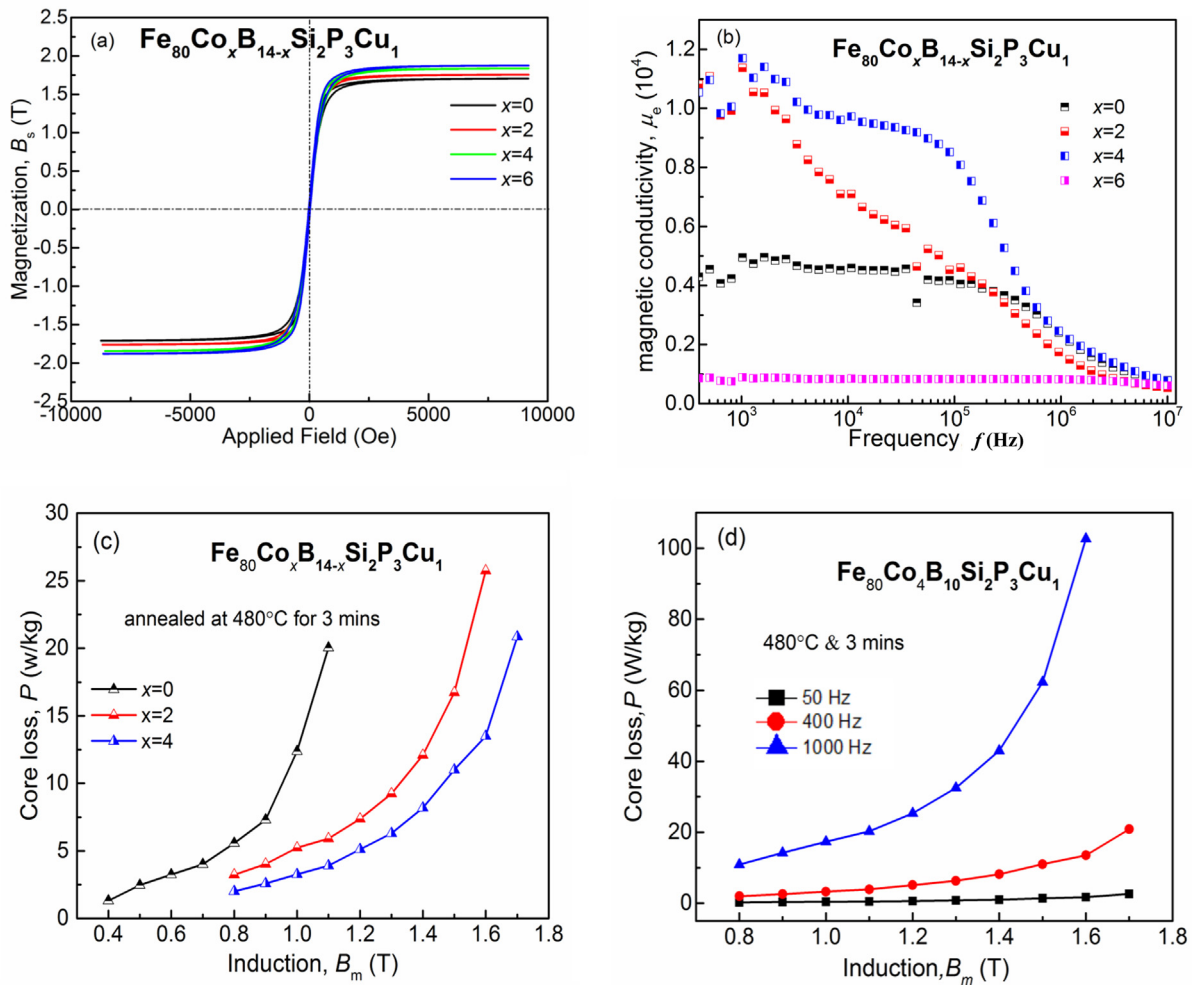 (a)
Fe80CoxB14-xSi2P3Cu1
Magnetization, Bs (T)
2.5
2.0
1.5
1.0
0.5
0.0
-0.5
-1.0
-1.5
-2.0
-2.5
x=0
x=2
x=4
x=6
-10000 -5000 0 5000 10000
Applied Field (Oe)
(b)
Fe80CoxB14-xSi2P3Cu1
magnetic conduticivity, μe (10^4)
1.2
1.0
0.8
0.6
0.4
0.2
0.0
x=0
x=2
x=4
x=6
10^3 10^4 10^5 10^6 10^7
Frequency f (Hz)
(c)
Fe80CoxB14-xSi2P3Cu1
annealed at 480°C for 3 mins
Core loss, P (w/kg)
30
25
20
15
10
5
0
x=0
x=2
x=4
0.4 0.6 0.8 1.0 1.2 1.4 1.6 1.8
Induction, Bm (T)
(d)
Fe80Co4B10Si2P3Cu1
480°C & 3 mins
Core loss,P (W/kg)
100
80
60
40
20
0
50 Hz
400 Hz
1000 Hz
0.8 1.0 1.2 1.4 1.6 1.8
Induction,Bm (T)